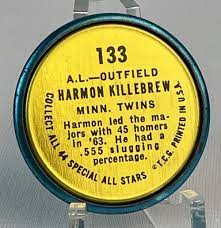 133
A.L.—OUTFIELD
HARMON KILLEBREW
MINN. TWINS
Harmon led the ma-
jors with 45 homers
in '63. He had a
.555 slugging
percentage.
COLLECT ALL 44 SPECIAL ALL STARS
© T.C.G. PRINTED IN U.S.A.